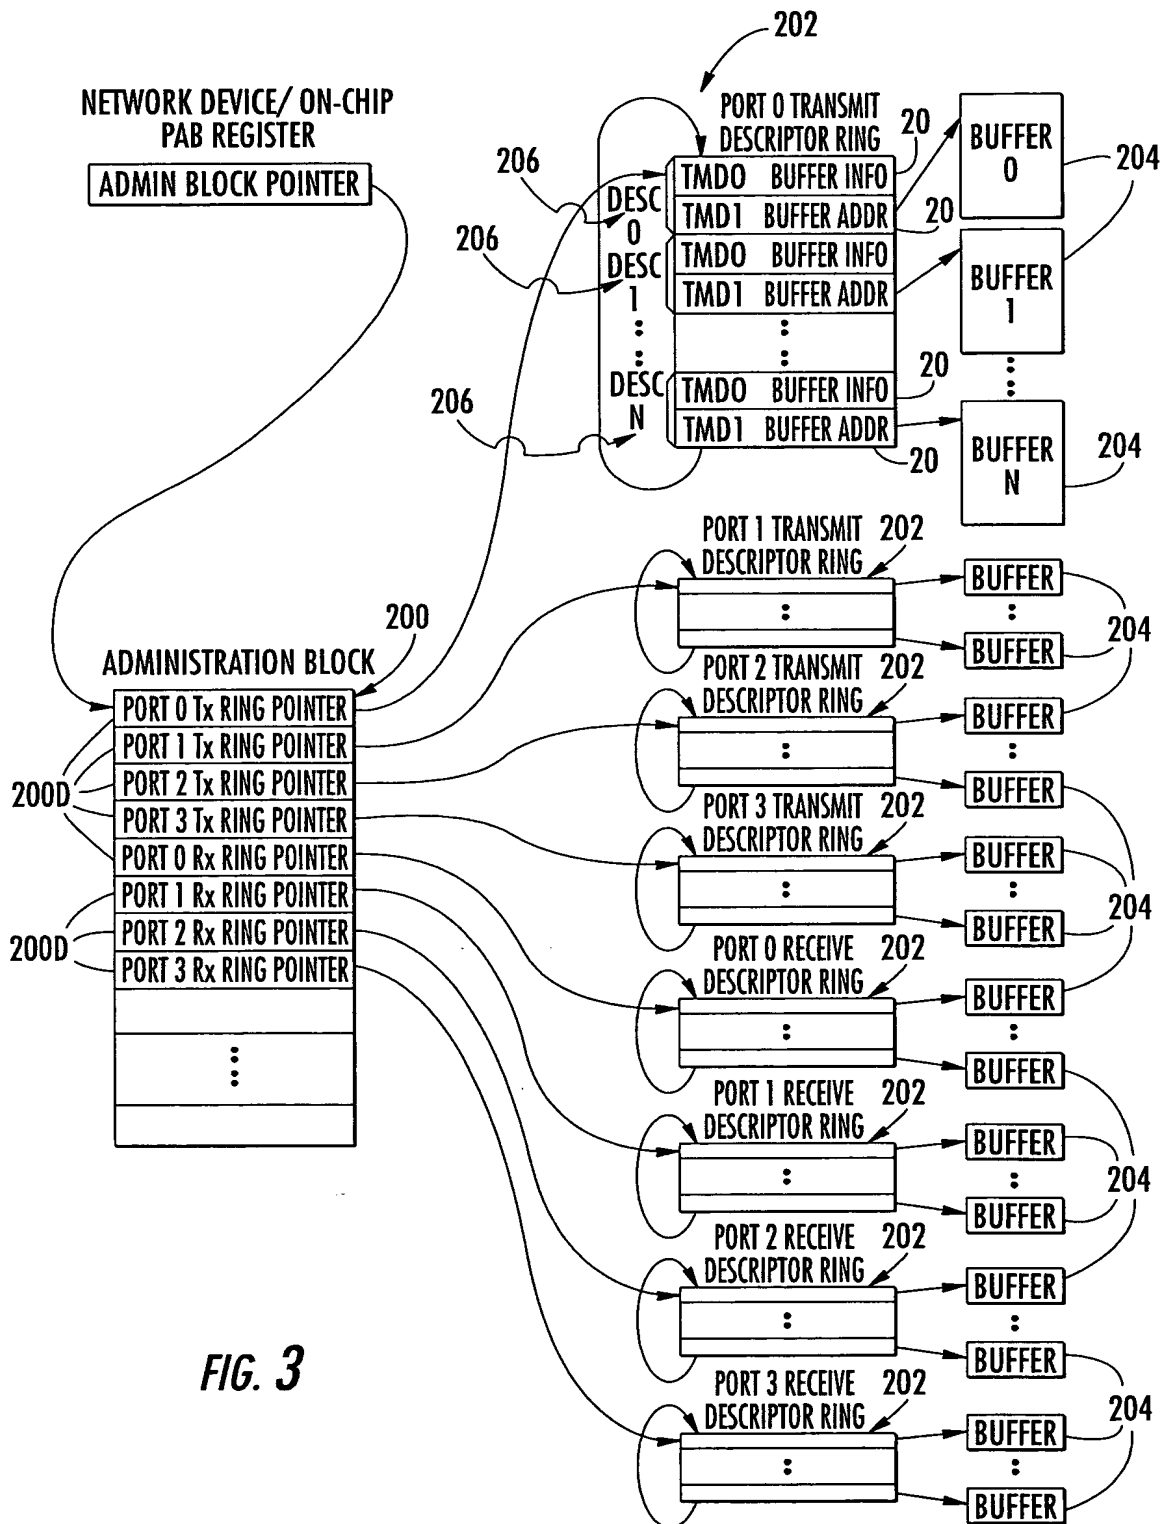 202
NETWORK DEVICE/ ON-CHIP
PAB REGISTER
ADMIN BLOCK POINTER
PORT 0 TRANSMIT
DESCRIPTOR RING
20
BUFFER
0
204
206
DESC
0
TMD0 BUFFER INFO
TMD1 BUFFER ADDR
20
206
DESC
1
TMD0 BUFFER INFO
TMD1 BUFFER ADDR
BUFFER
1
206
DESC
N
TMD0 BUFFER INFO
TMD1 BUFFER ADDR
20
20
BUFFER
N
204
PORT 1 TRANSMIT
DESCRIPTOR RING
202
BUFFER
BUFFER
204
PORT 2 TRANSMIT
DESCRIPTOR RING
202
BUFFER
BUFFER
PORT 3 TRANSMIT
DESCRIPTOR RING
202
BUFFER
BUFFER
204
PORT 0 RECEIVE
DESCRIPTOR RING
202
BUFFER
BUFFER
PORT 1 RECEIVE
DESCRIPTOR RING
202
BUFFER
BUFFER
204
PORT 2 RECEIVE
DESCRIPTOR RING
202
BUFFER
BUFFER
PORT 3 RECEIVE
DESCRIPTOR RING
202
BUFFER
BUFFER
204
200
ADMINISTRATION BLOCK
PORT 0 Tx RING POINTER
PORT 1 Tx RING POINTER
PORT 2 Tx RING POINTER
PORT 3 Tx RING POINTER
PORT 0 Rx RING POINTER
PORT 1 Rx RING POINTER
PORT 2 Rx RING POINTER
PORT 3 Rx RING POINTER
200D
200D
FIG. 3